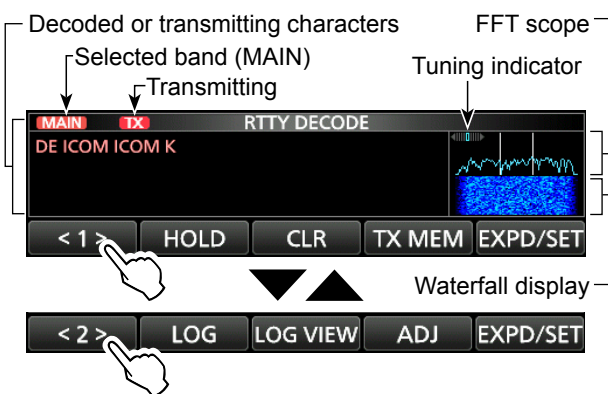 Decoded or transmitting characters
FFT scope
Selected band (MAIN)
Tuning indicator
Transmitting
MAIN TX RTTY DECODE
DE ICOM ICOM K
< 1 > HOLD CLR TX MEM EXPD/SET
Waterfall display
< 2 > LOG LOG VIEW ADJ EXPD/SET